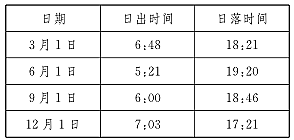 日期 日出时间 日落时间
3月1日 6:48 18:21
6月1日 5:21 19:20
9月1日 6:00 18:46
12月1日 7:03 17:21